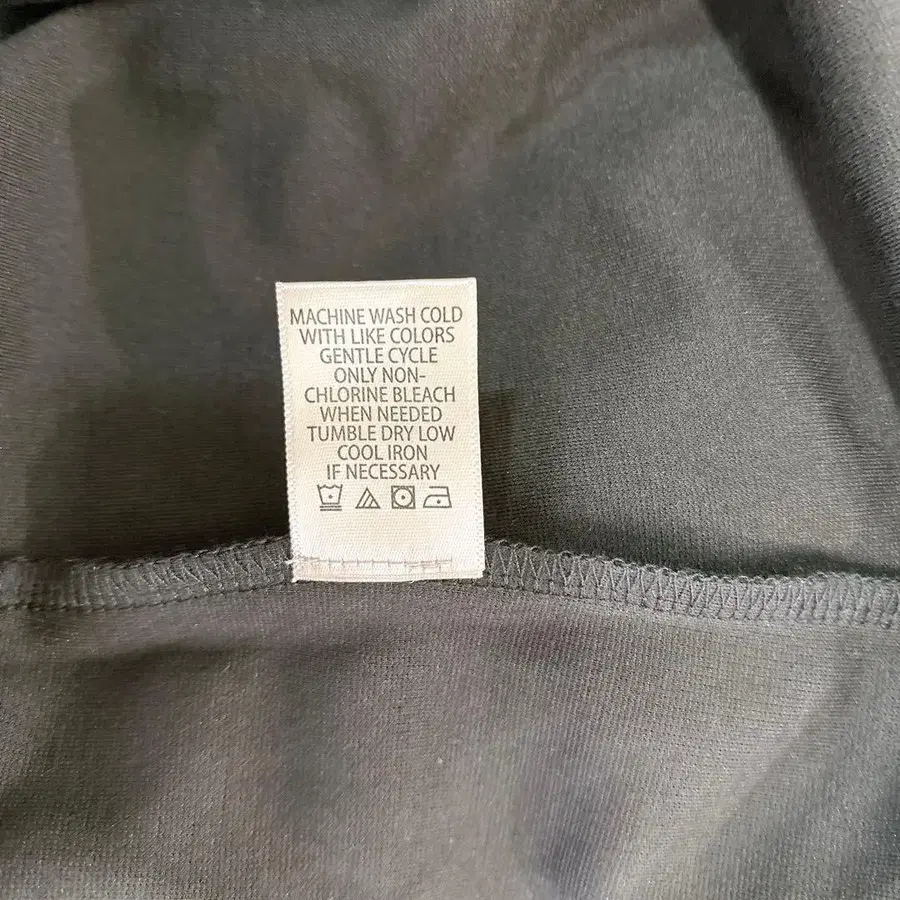 MACHINE WASH COLD
WITH LIKE COLORS
GENTLE CYCLE
ONLY NON-
CHLORINE BLEACH
WHEN NEEDED
TUMBLE DRY LOW
COOL IRON
IF NECESSARY